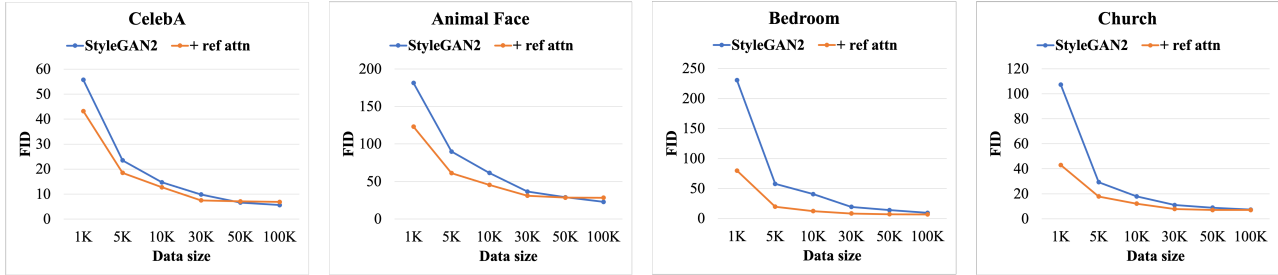 CelebA
StyleGAN2 + ref attn
60
50
40
30
20
10
0
FID
1K 5K 10K 30K 50K 100K
Data size
Animal Face
StyleGAN2 + ref attn
200
150
100
50
0
FID
1K 5K 10K 30K 50K 100K
Data size
Bedroom
StyleGAN2 + ref attn
250
200
150
100
50
0
FID
1K 5K 10K 30K 50K 100K
Data size
Church
StyleGAN2 + ref attn
120
100
80
60
40
20
0
FID
1K 5K 10K 30K 50K 100K
Data size